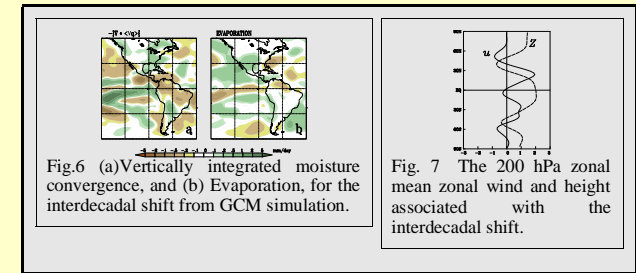 -[∇ • <Vq>]
EVAPORATION
a
b
mm/day
Fig.6 (a)Vertically integrated moisture
convergence, and (b) Evaporation, for the
interdecadal shift from GCM simulation.
u
Z
Fig. 7 The 200 hPa zonal
mean zonal wind and height
associated with the
interdecadal shift.